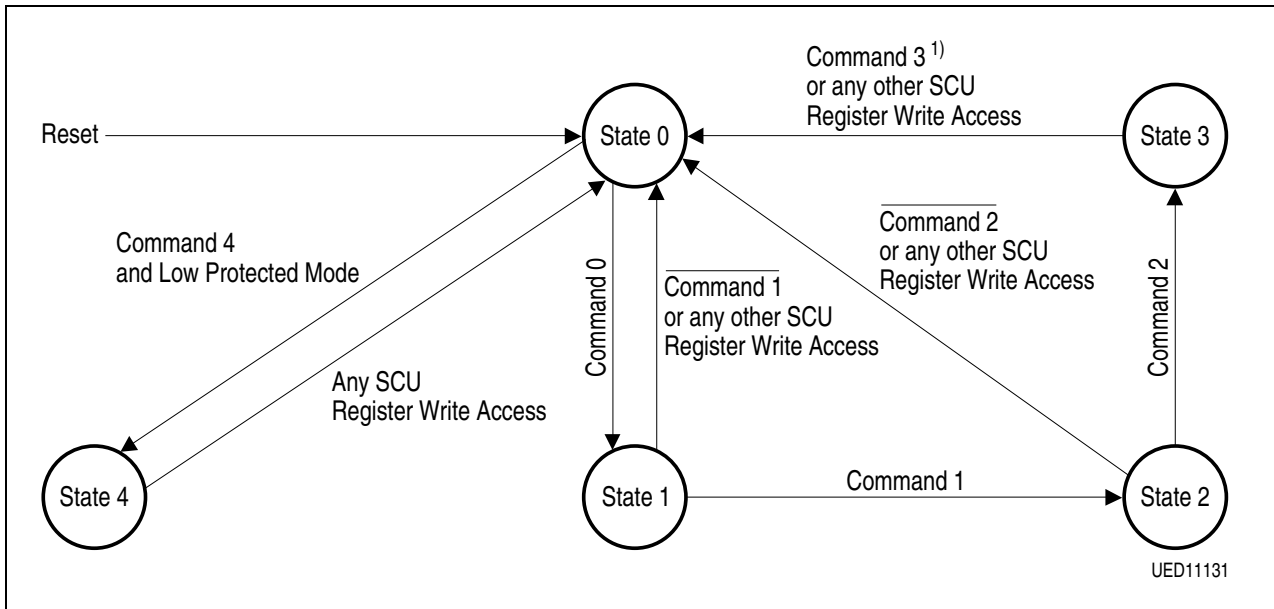 Command 3 1)
or any other SCU
Register Write Access
Reset
State 0
State 3
Command 2
or any other SCU
Register Write Access
Command 4
and Low Protected Mode
Command 0
Command 1
or any other SCU
Register Write Access
Command 2
Any SCU
Register Write Access
State 4
State 1
Command 1
State 2
UED11131